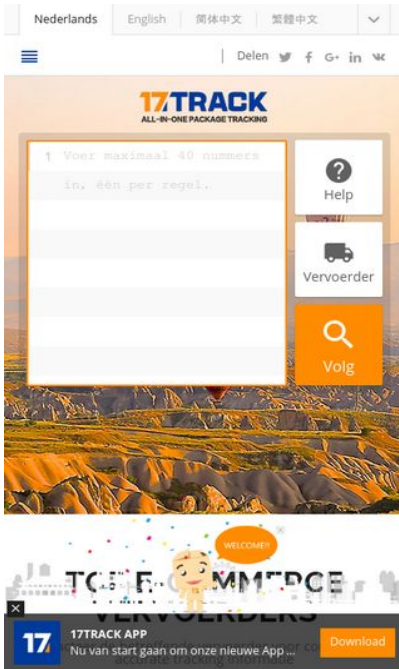 Nederlands English 简体中文 繁體中文
Delen
17TRACK
ALL-IN-ONE PACKAGE TRACKING
1 Voer maximaal 40 nummers
in, één per regel.
Help
Vervoerder
Volg
WELCOME!!
VERVOERDERS
17TRACK APP
Nu van start gaan om onze nieuwe App ...
Download
accurate tracking informatie